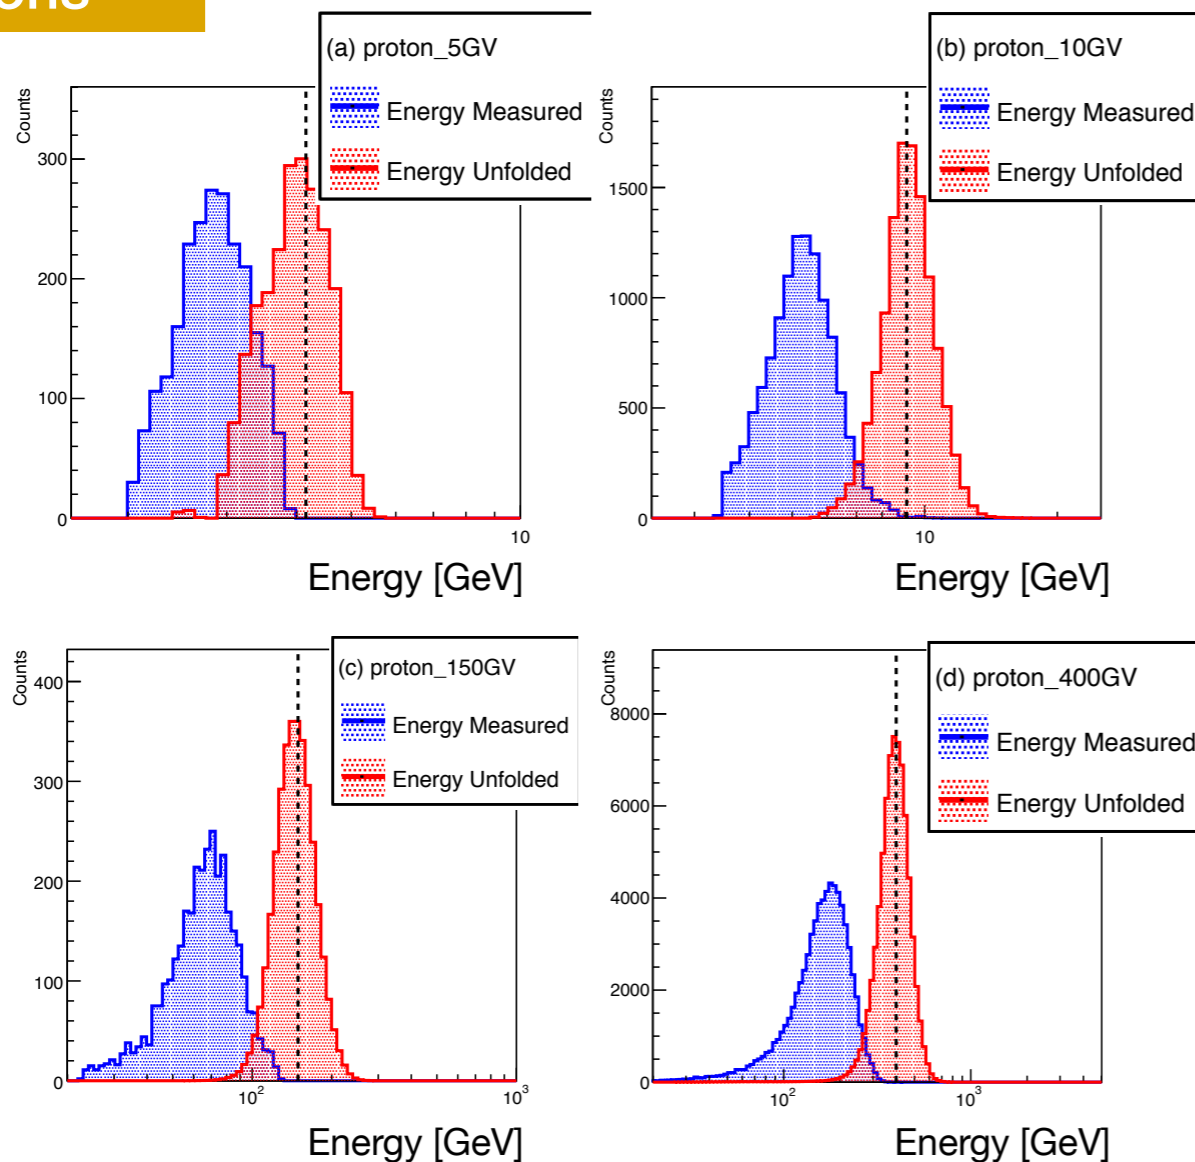 (a) proton_5GV
Energy Measured
Energy Unfolded
Counts
300
200
100
0
10
Energy [GeV]
(b) proton_10GV
Energy Measured
Energy Unfolded
Counts
1500
1000
500
0
10
Energy [GeV]
(c) proton_150GV
Energy Measured
Energy Unfolded
Counts
400
300
200
100
0
10²
10³
Energy [GeV]
(d) proton_400GV
Energy Measured
Energy Unfolded
Counts
8000
6000
4000
2000
0
10²
10³
Energy [GeV]